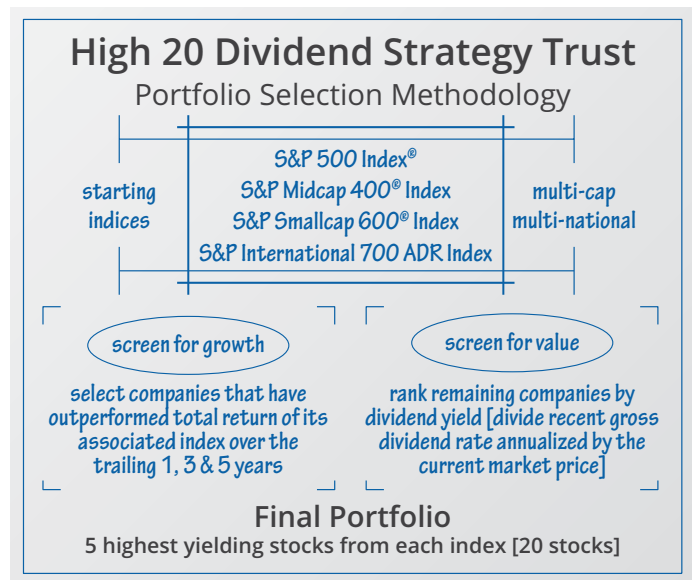 High 20 Dividend Strategy Trust
Portfolio Selection Methodology
starting
indices
S&P 500 Index®
S&P Midcap 400® Index
S&P Smallcap 600® Index
S&P International 700 ADR Index
multi-cap
multi-national
screen for growth
select companies that have
outperformed total return of its
associated index over the
trailing 1, 3 & 5 years
screen for value
rank remaining companies by
dividend yield [divide recent gross
dividend rate annualized by the
current market price]
Final Portfolio
5 highest yielding stocks from each index [20 stocks]